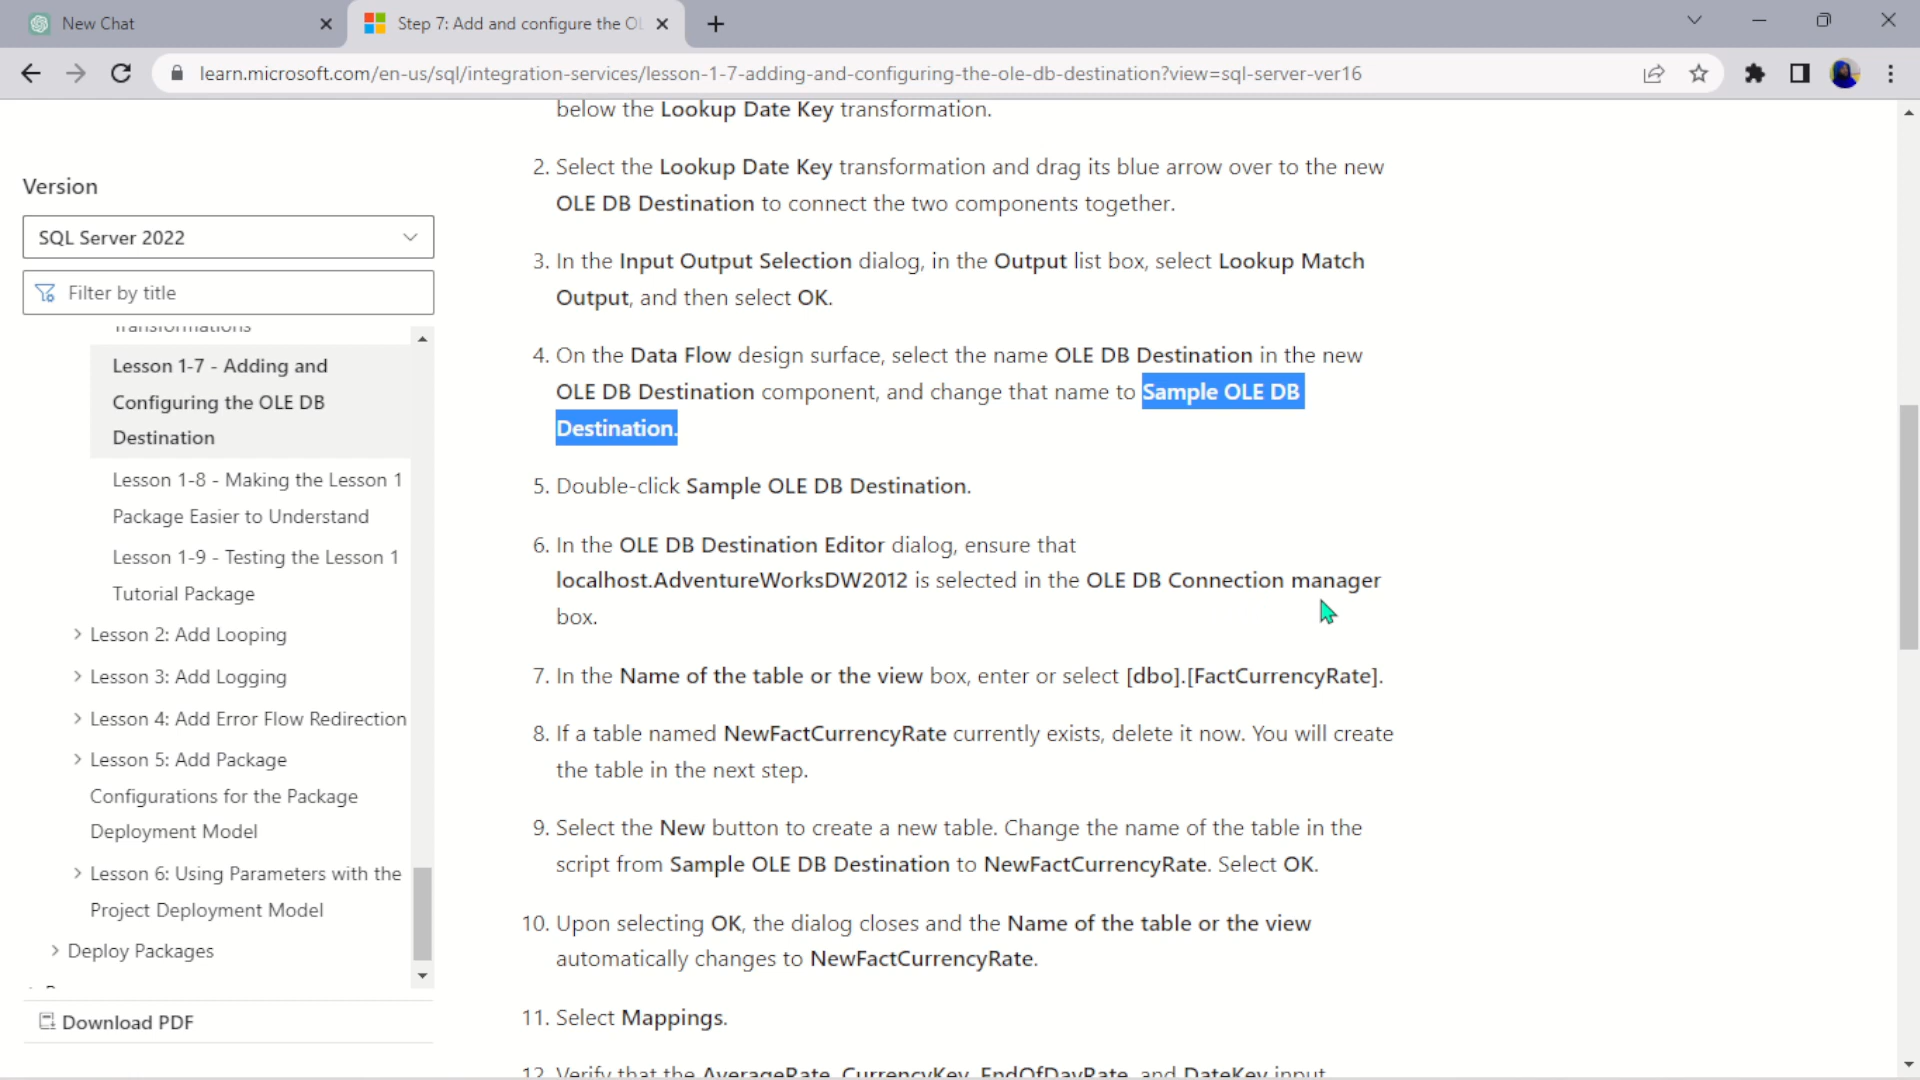 New Chat
Step 7: Add and configure the OL
learn.microsoft.com/en-us/sql/integration-services/lesson-1-7-adding-and-configuring-the-ole-db-destination?view=sql-server-ver16
Version
SQL Server 2022
Filter by title
Transformations
Lesson 1-7 - Adding and
Configuring the OLE DB
Destination
Lesson 1-8 - Making the Lesson 1
Package Easier to Understand
Lesson 1-9 - Testing the Lesson 1
Tutorial Package
Lesson 2: Add Looping
Lesson 3: Add Logging
Lesson 4: Add Error Flow Redirection
Lesson 5: Add Package
Configurations for the Package
Deployment Model
Lesson 6: Using Parameters with the
Project Deployment Model
Deploy Packages
Download PDF
below the Lookup Date Key transformation.
2. Select the Lookup Date Key transformation and drag its blue arrow over to the new
OLE DB Destination to connect the two components together.
3. In the Input Output Selection dialog, in the Output list box, select Lookup Match
Output, and then select OK.
4. On the Data Flow design surface, select the name OLE DB Destination in the new
OLE DB Destination component, and change that name to Sample OLE DB
Destination.
5. Double-click Sample OLE DB Destination.
6. In the OLE DB Destination Editor dialog, ensure that
localhost.AdventureWorksDW2012 is selected in the OLE DB Connection manager
box.
7. In the Name of the table or the view box, enter or select [dbo].[FactCurrencyRate].
8. If a table named NewFactCurrencyRate currently exists, delete it now. You will create
the table in the next step.
9. Select the New button to create a new table. Change the name of the table in the
script from Sample OLE DB Destination to NewFactCurrencyRate. Select OK.
10. Upon selecting OK, the dialog closes and the Name of the table or the view
automatically changes to NewFactCurrencyRate.
11. Select Mappings.
12. Verify that the AverageRate, CurrencyKey, EndOfDayRate, and DateKey input